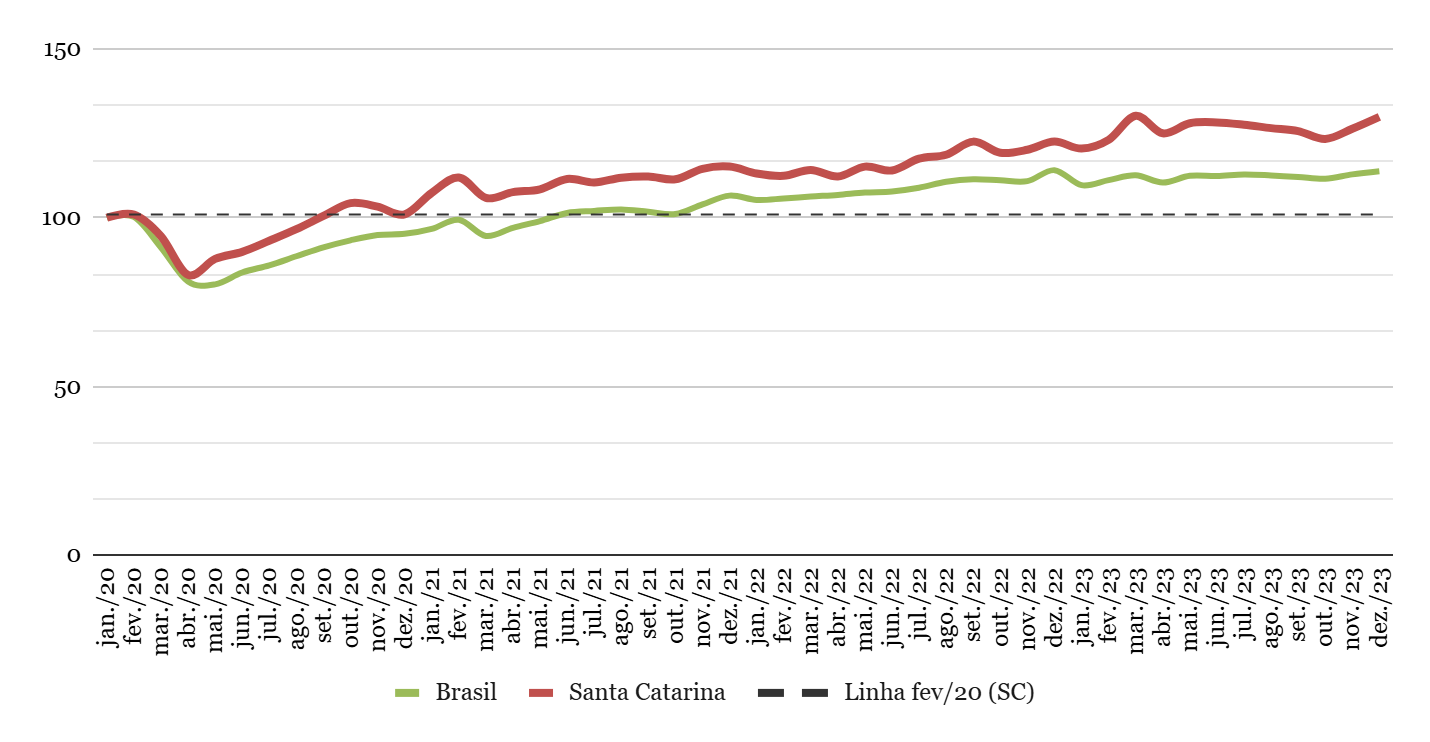 150
100
50
0
jan./20
fev./20
mar./20
abr./20
mai./20
jun./20
jul./20
ago./20
set./20
out./20
nov./20
dez./20
jan./21
fev./21
mar./21
abr./21
mai./21
jun./21
jul./21
ago./21
set./21
out./21
nov./21
dez./21
jan./22
fev./22
mar./22
abr./22
mai./22
jun./22
jul./22
ago./22
set./22
out./22
nov./22
dez./22
jan./23
fev./23
mar./23
abr./23
mai./23
jun./23
jul./23
ago./23
set./23
out./23
nov./23
dez./23
Brasil Santa Catarina Linha fev/20 (SC)